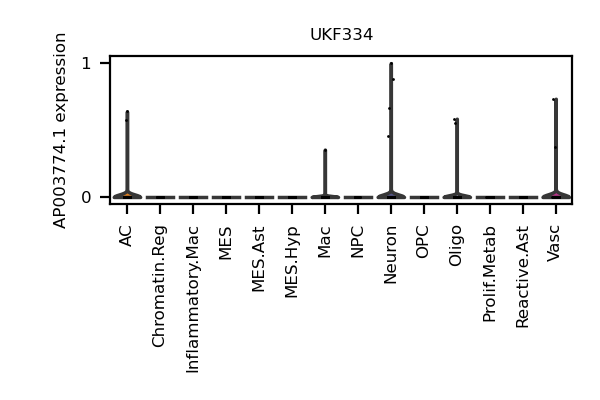 UKF334
AP003774.1 expression
1
0
AC
Chromatin.Reg
Inflammatory.Mac
MES
MES.Ast
MES.Hyp
Mac
NPC
Neuron
OPC
Oligo
Prolif.Metab
Reactive.Ast
Vasc